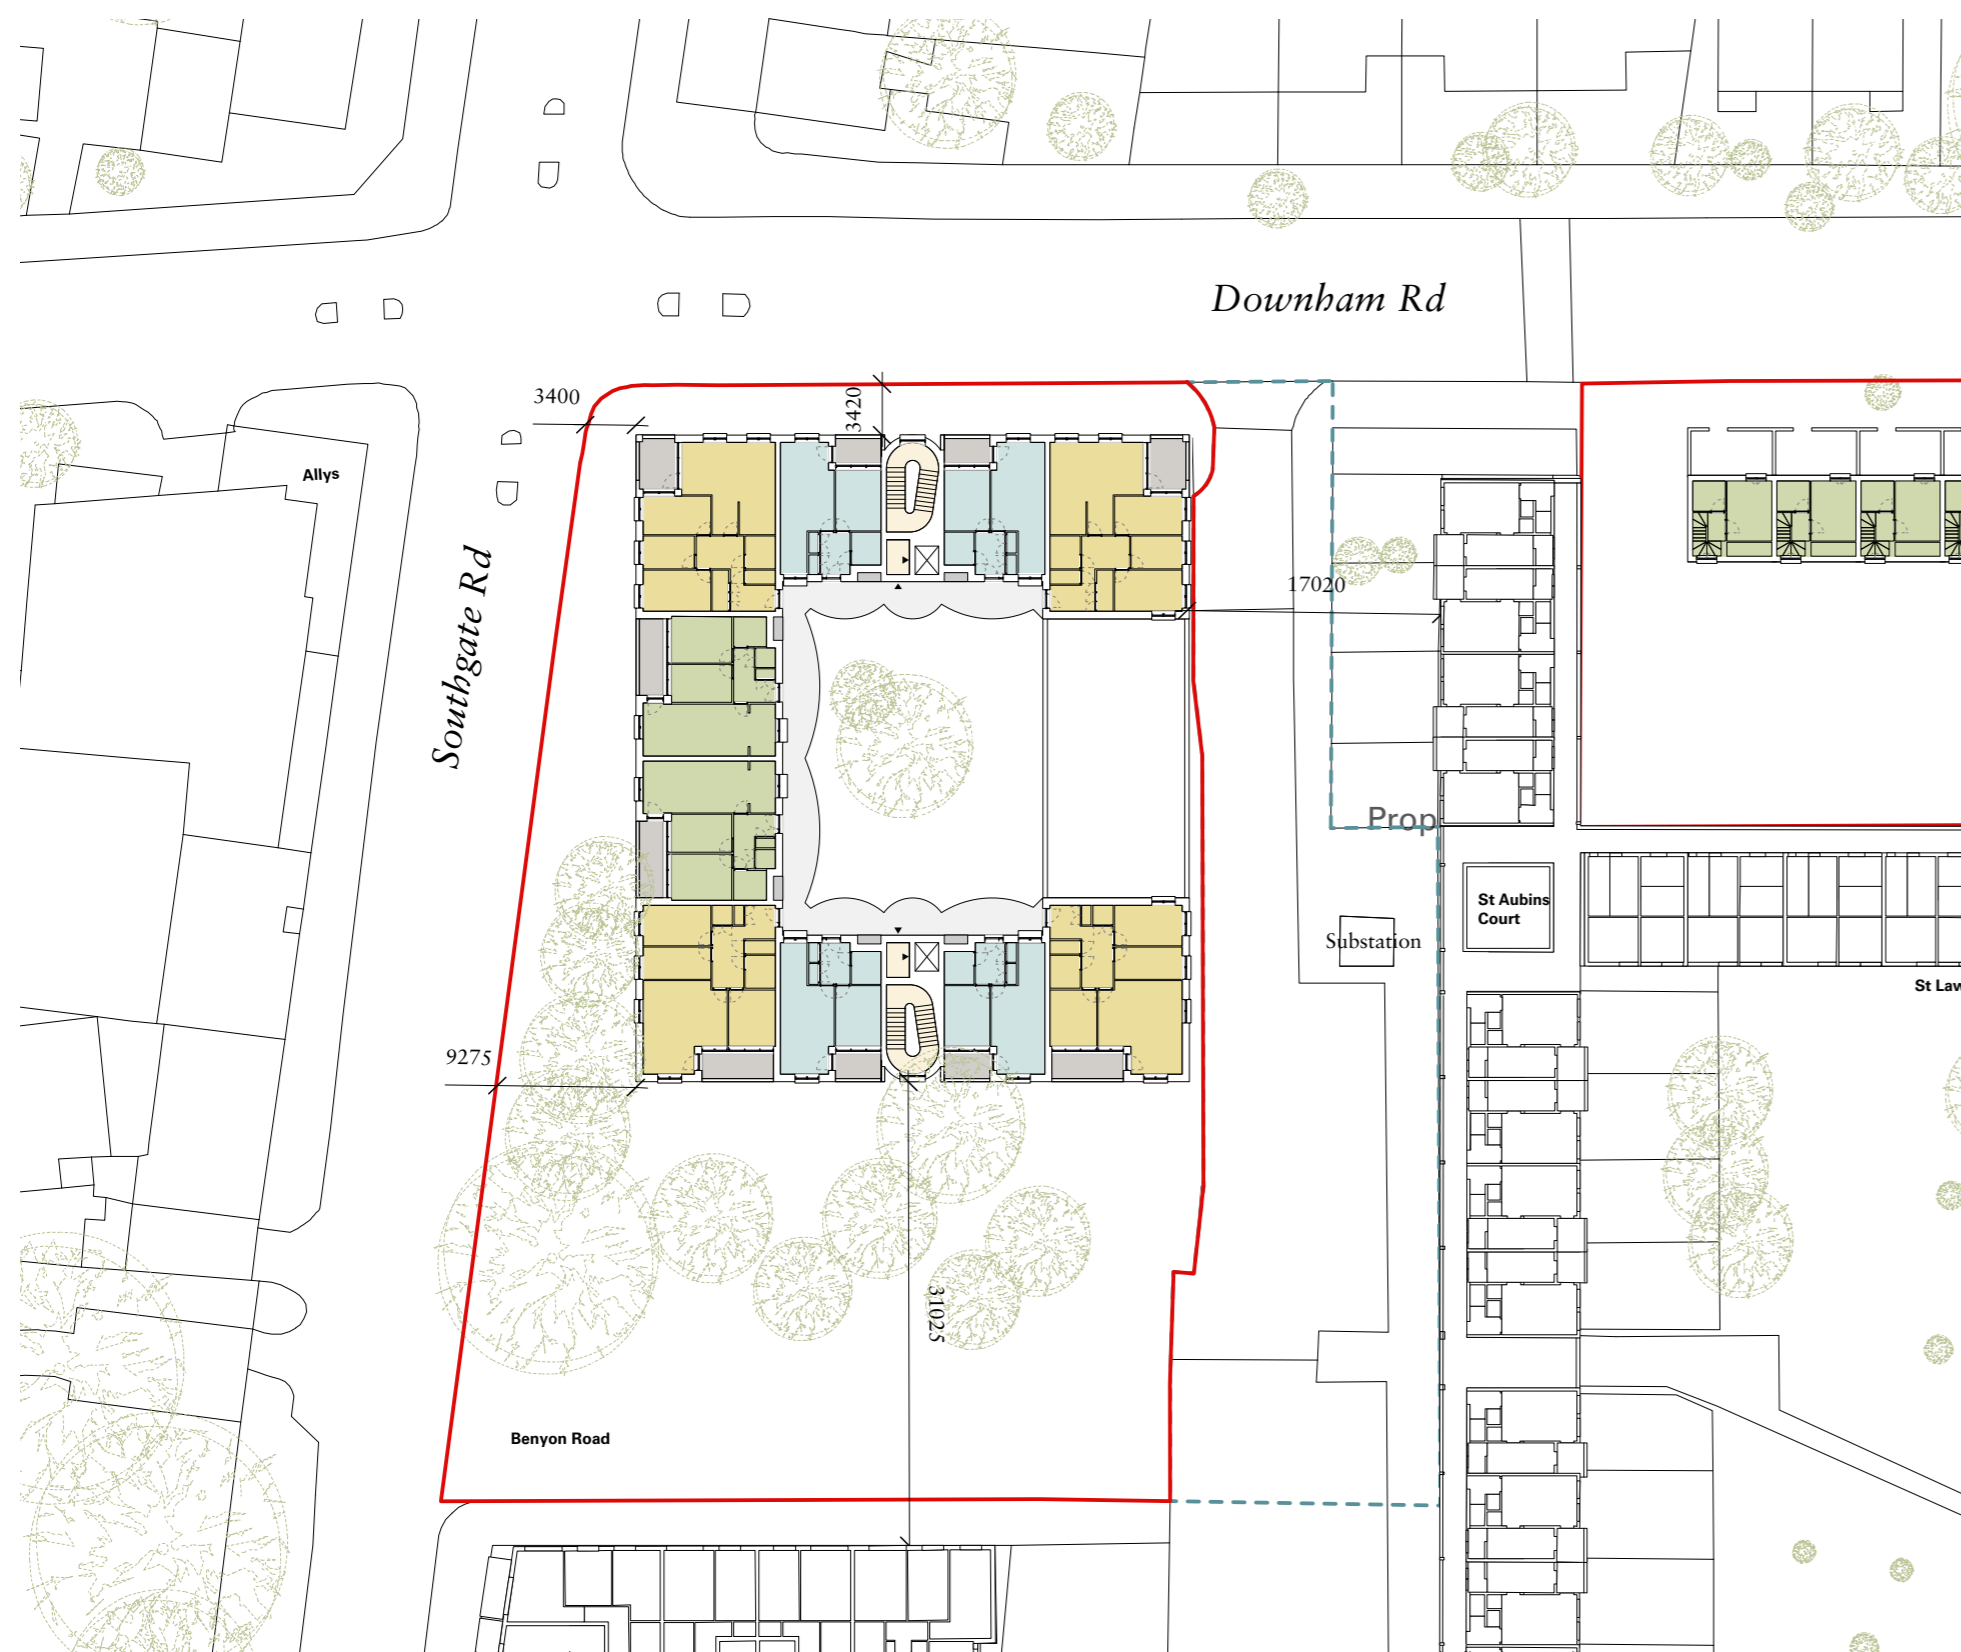 Downham Rd
3400
3420
Allys
Southgate Rd
17020
Prop
St Aubins
Court
Substation
St Law
9275
31025
Benyon Road